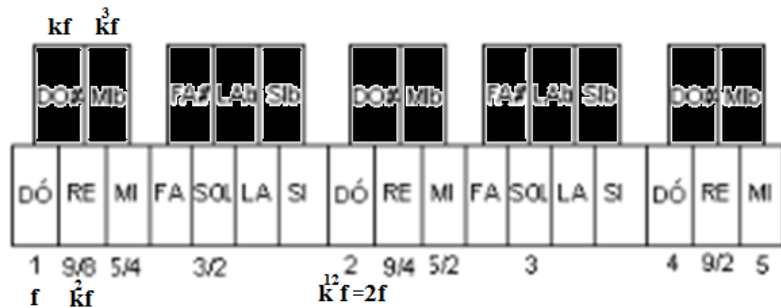 kf k³f
DO# MIb FA# LAb SIb DO# MIb FA# LAb SIb DO# MIb
DÓ RE MI FA SOL LA SI DÓ RE MI FA SOL LA SI DÓ RE MI
1 9/8 5/4 3/2 2 9/4 5/2 3 4 9/2 5
f k²f k¹²f=2f